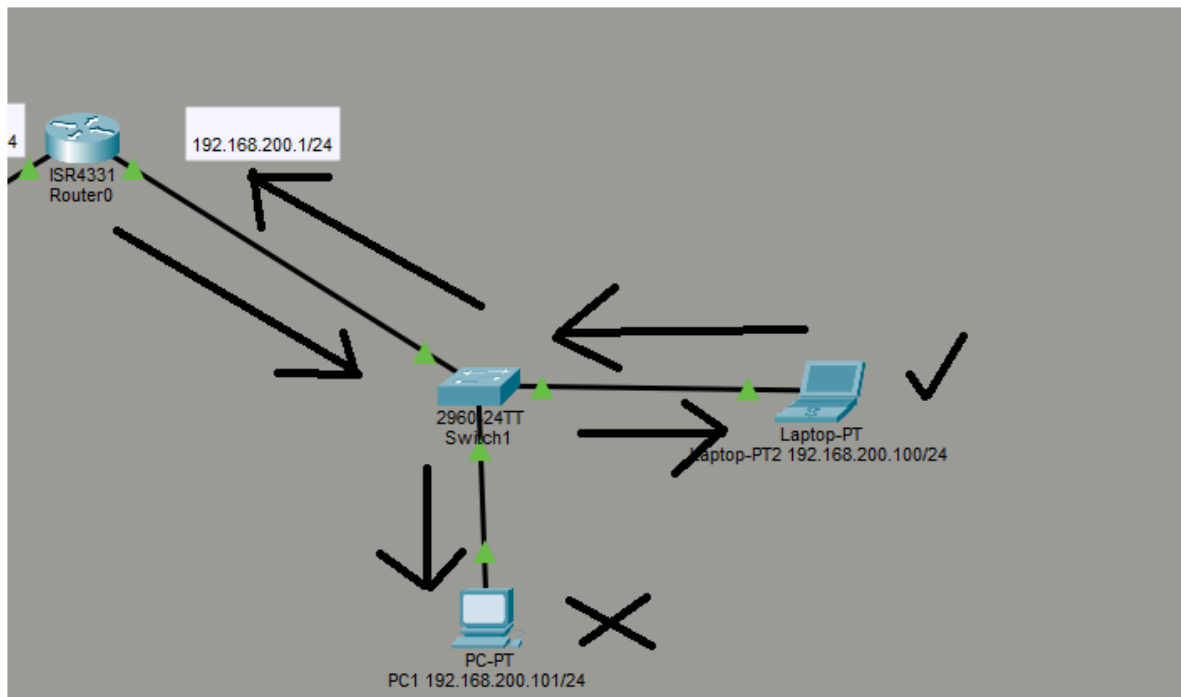 4
192.168.200.1/24
ISR4331
Router0
2960-24TT
Switch1
Laptop-PT
Laptop-PT2 192.168.200.100/24
PC-PT
PC1 192.168.200.101/24